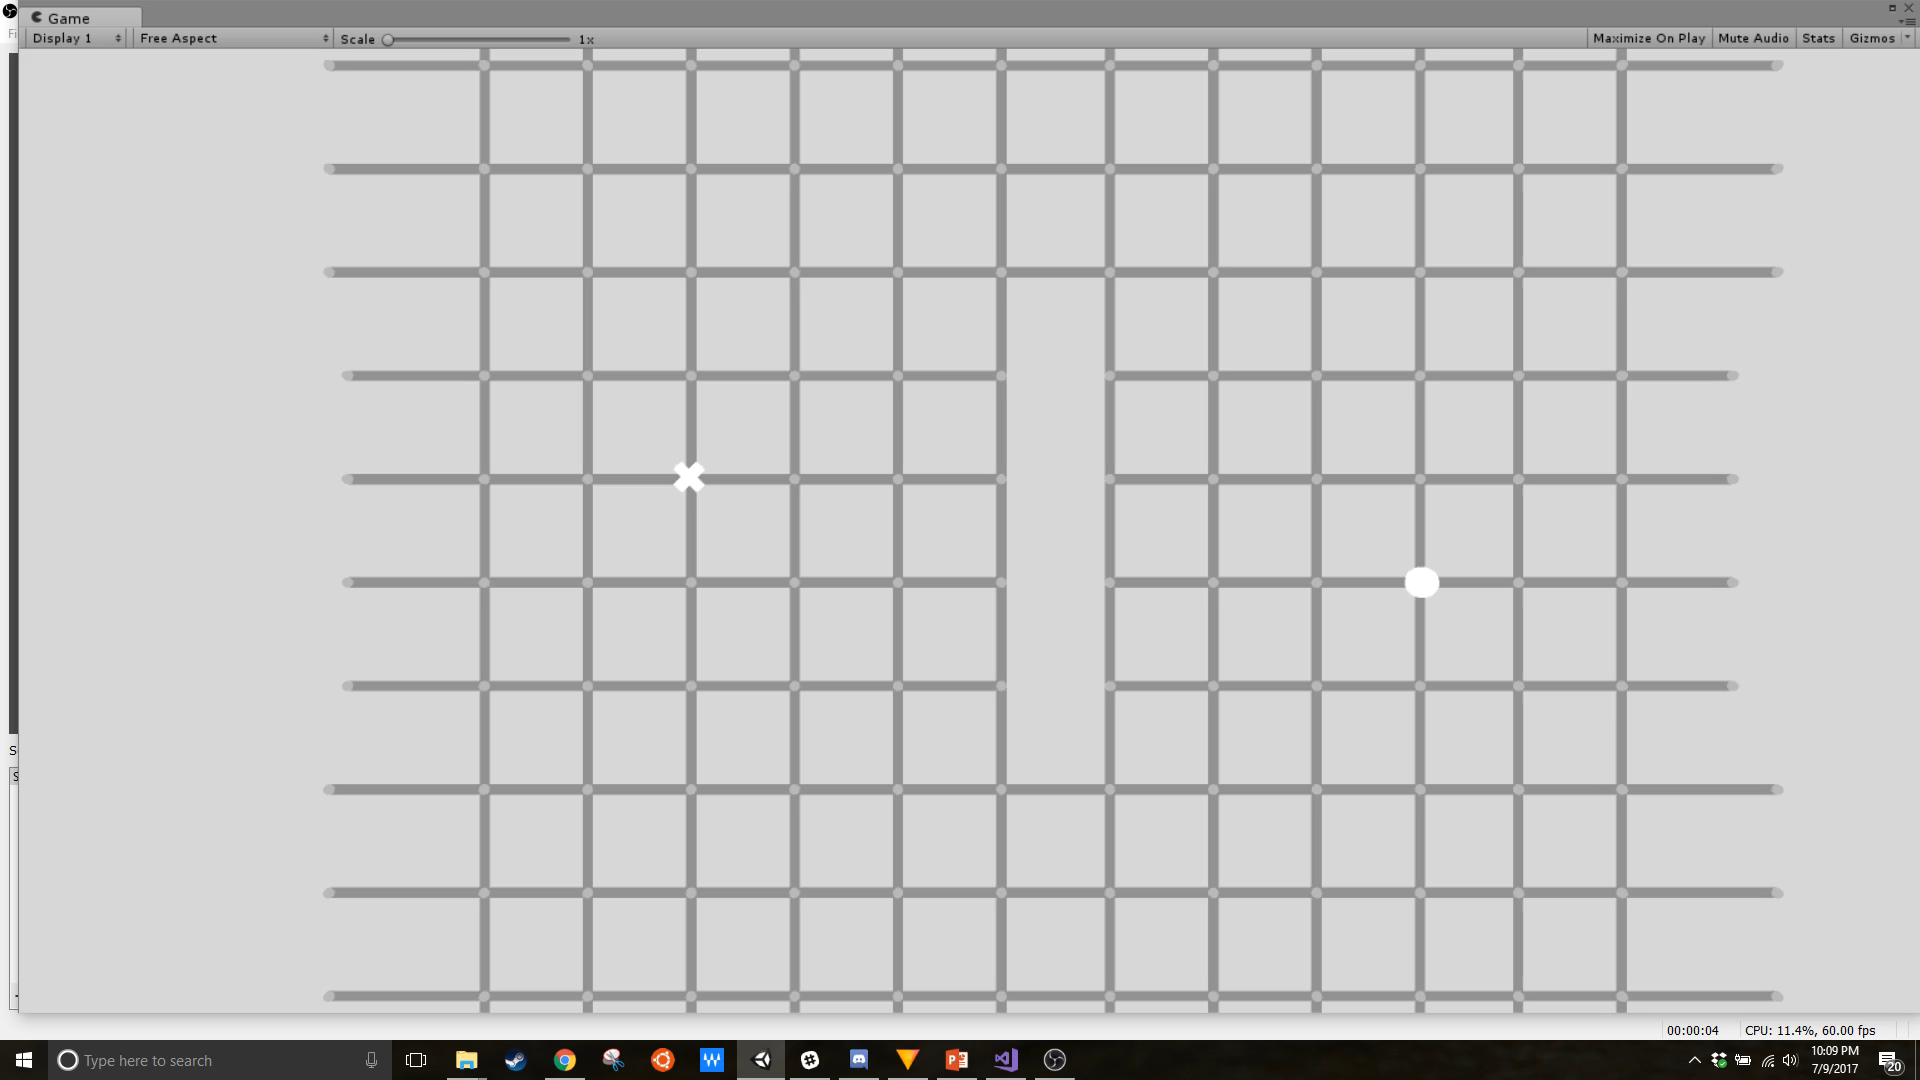 Game
Fi
Display 1 Free Aspect Scale 1x Maximize On Play Mute Audio Stats Gizmos
S
S
00:00:04 CPU: 11.4%, 60.00 fps
Type here to search
10:09 PM
7/9/2017
20